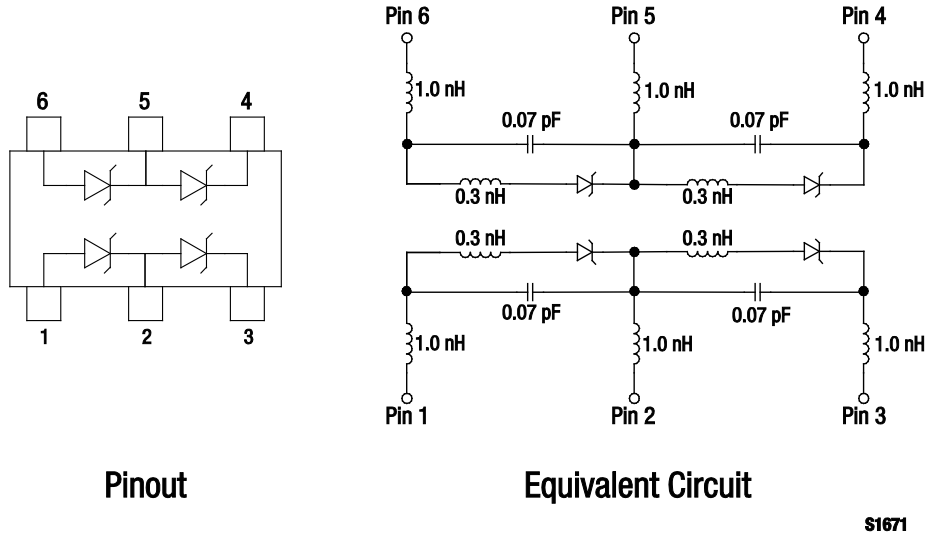 Pin 6 Pin 5 Pin 4
1.0 nH 1.0 nH 1.0 nH
6 5 4
0.07 pF 0.07 pF
0.3 nH 0.3 nH
0.3 nH 0.3 nH
0.07 pF 0.07 pF
1 2 3
1.0 nH 1.0 nH 1.0 nH
Pin 1 Pin 2 Pin 3
Pinout Equivalent Circuit
S1671